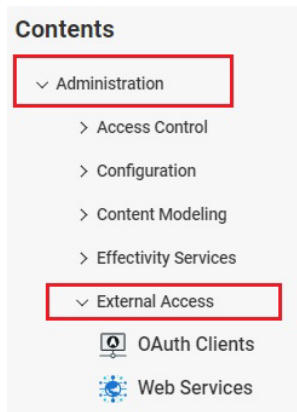 Contents
Administration
Access Control
Configuration
Content Modeling
Effectivity Services
External Access
OAuth Clients
Web Services